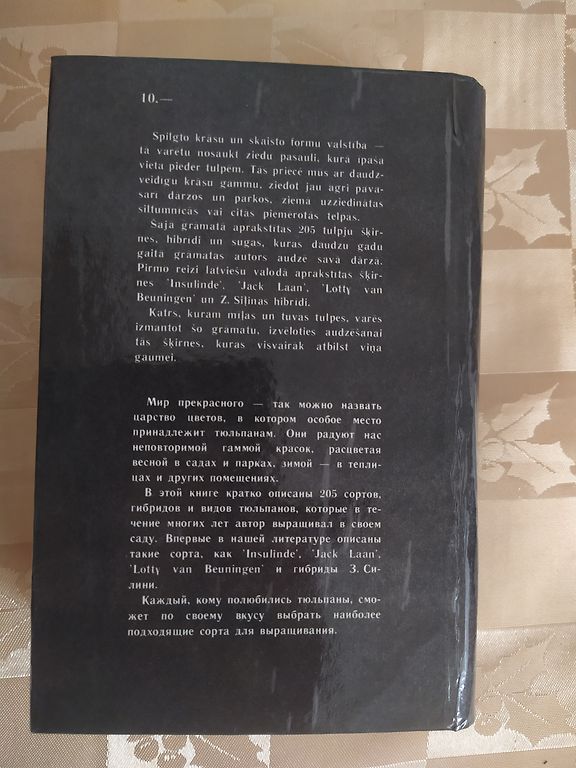 10.—
Spilgto krāsu un skaisto formu valstība —
tā varētu nosaukt ziedu pasauli, kurā īpaša
vieta pieder tulpēm. Tās priecē mūs ar daudz-
veidīgu krāsu gammu, ziedot jau agri pava-
sarī dārzos un parkos, ziemā uzziedinātas
siltumnīcās vai citās piemērotās telpās.
Šajā grāmatā aprakstītas 205 tulpju šķir-
nes, hibrīdi un sugas, kuras daudzu gadu
gaitā grāmatas autors audzē savā dārzā.
Pirmo reizi latviešu valodā aprakstītas šķir-
nes 'Insulinde', 'Jack Laan', 'Lotty van
Beuningen' un Z. Siliņas hibrīdi.
Katrs, kuram mīļas un tuvas tulpes, varēs
izmantot šo grāmatu, izvēloties audzēšanai
tās šķirnes, kuras visvairāk atbilst viņa
gaumei.
Мир прекрасного — так можно назвать
царство цветов, в котором особое место
принадлежит тюльпанам. Они радуют нас
неповторимой гаммой красок, расцветая
весной в садах и парках, зимой — в тепли-
цах и других помещениях.
В этой книге кратко описаны 205 сортов,
гибридов и видов тюльпанов, которые в те-
чение многих лет автор выращивал в своем
саду. Впервые в нашей литературе описаны
такие сорта, как 'Insulinde', 'Jack Laan',
'Lotty van Beuningen' и гибриды З. Си-
лини.
Каждый, кому полюбились тюльпаны, смо-
жет по своему вкусу выбрать наиболее
подходящие сорта для выращивания.